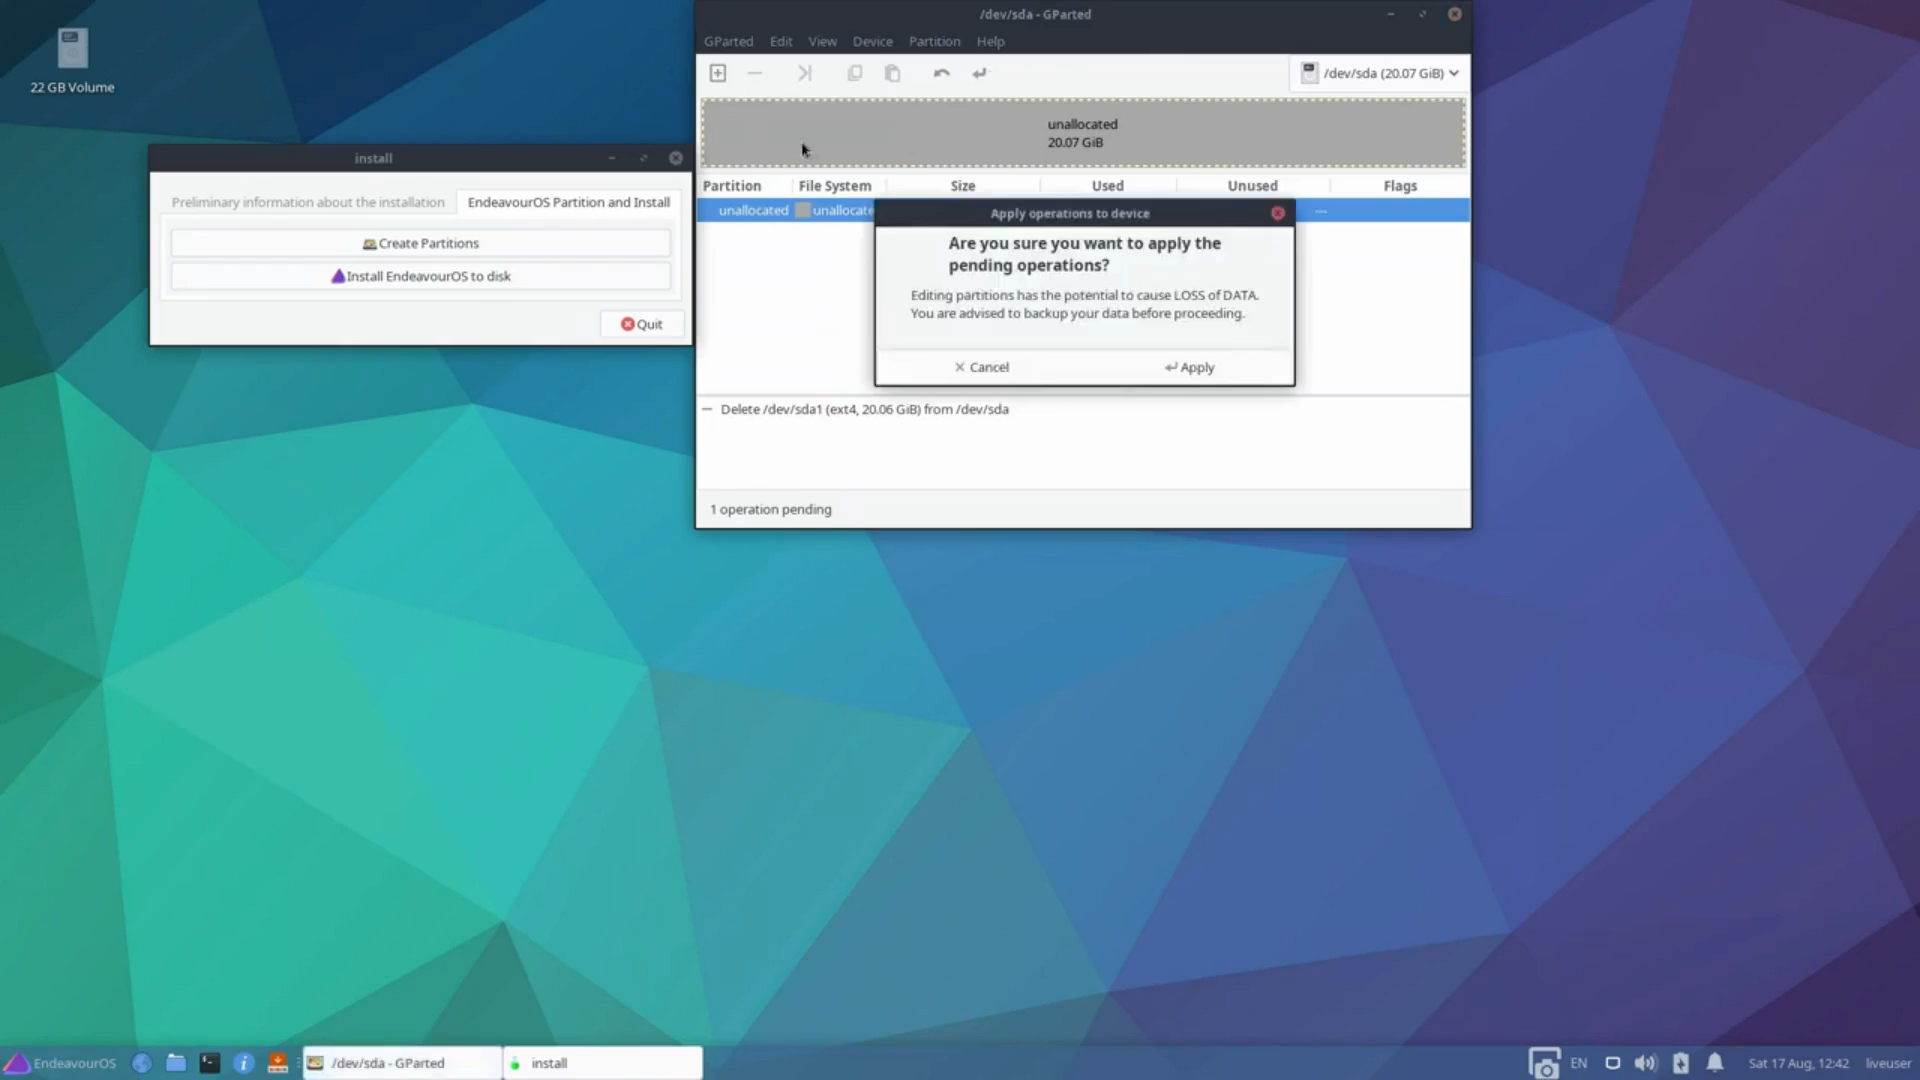 22 GB Volume
install
Preliminary information about the installation
EndeavourOS Partition and Install
Create Partitions
Install EndeavourOS to disk
Quit
/dev/sda - GParted
GParted Edit View Device Partition Help
/dev/sda (20.07 GiB)
unallocated
20.07 GiB
Partition File System Size Used Unused Flags
unallocated unallocate ---
Apply operations to device
Are you sure you want to apply the
pending operations?
Editing partitions has the potential to cause LOSS of DATA.
You are advised to backup your data before proceeding.
Cancel Apply
Delete /dev/sda1 (ext4, 20.06 GiB) from /dev/sda
1 operation pending
EndeavourOS
/dev/sda - GParted
install
EN
Sat 17 Aug, 12:42
liveuser